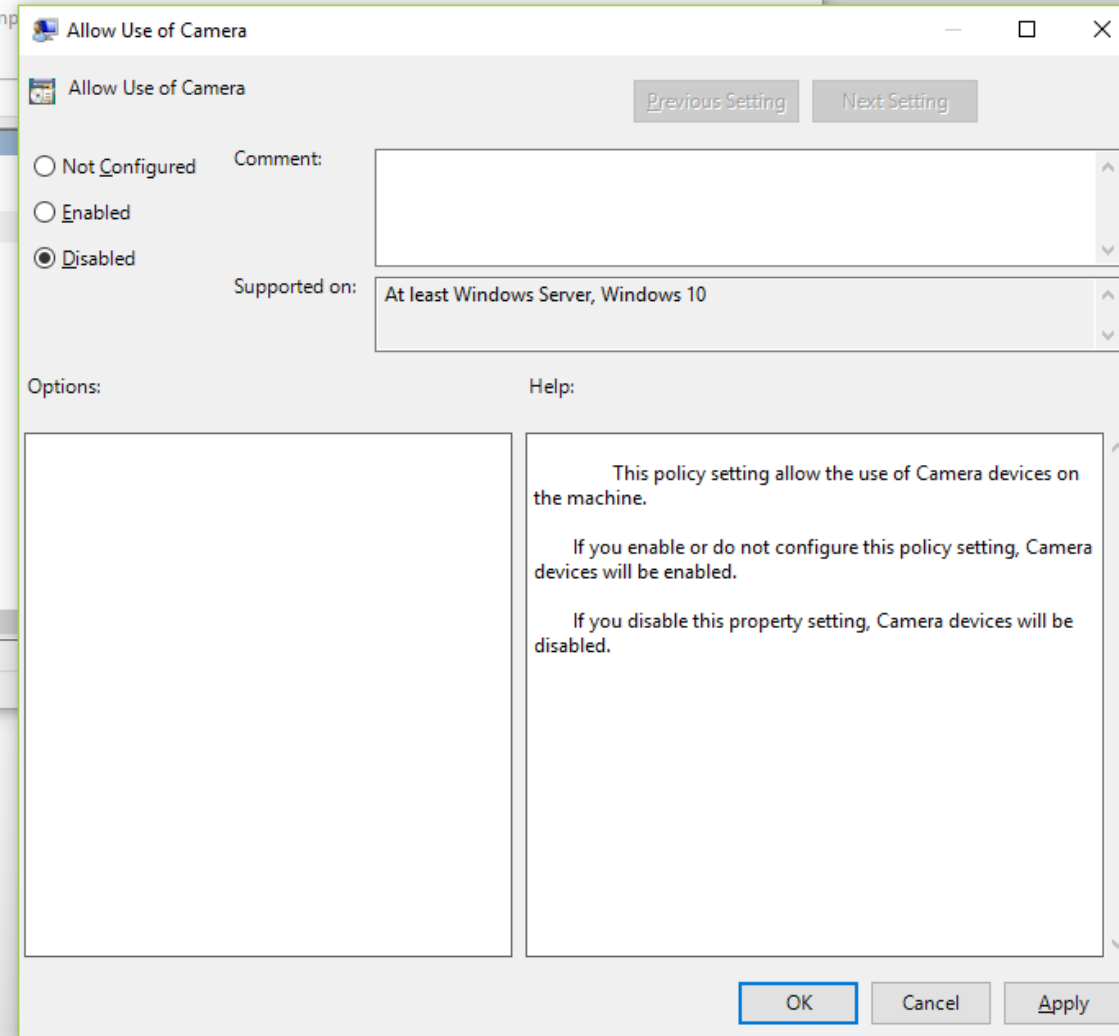 np
Allow Use of Camera
Allow Use of Camera
Previous Setting
Next Setting
Not Configured
Comment:
Enabled
Disabled
Supported on:
At least Windows Server, Windows 10
Options:
Help:
This policy setting allow the use of Camera devices on
the machine.
If you enable or do not configure this policy setting, Camera
devices will be enabled.
If you disable this property setting, Camera devices will be
disabled.
OK
Cancel
Apply